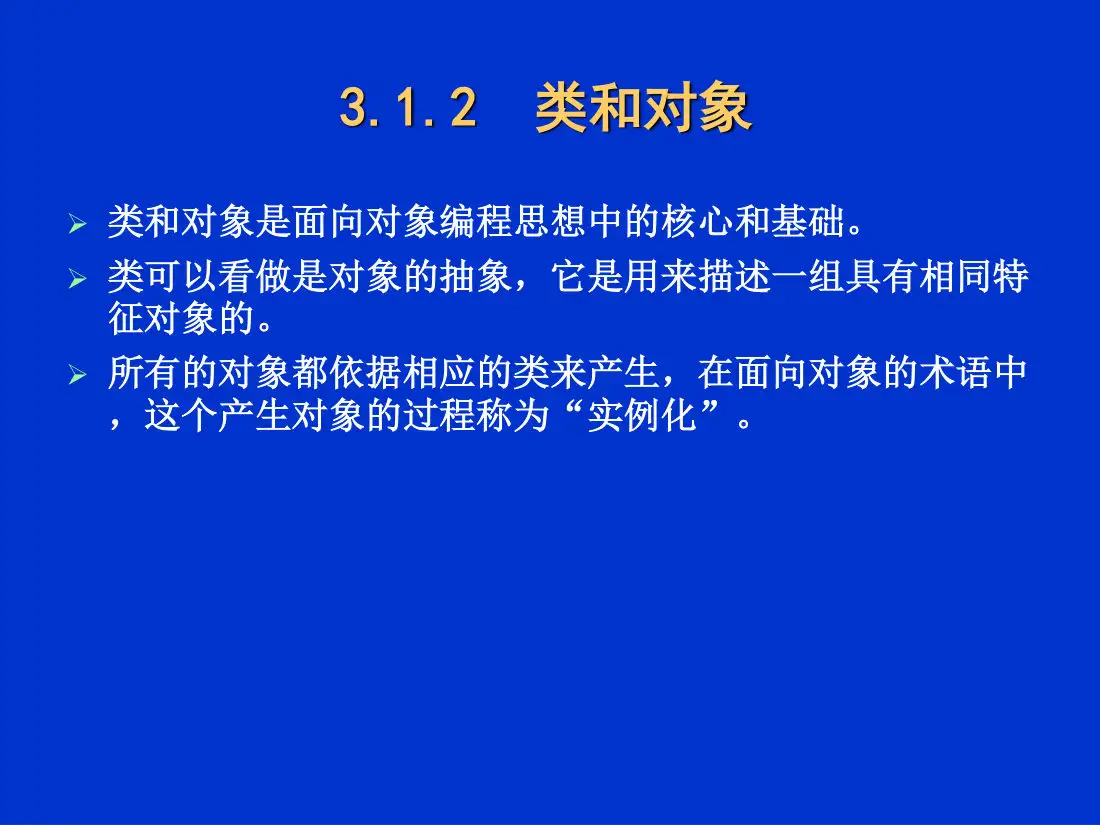 3.1.2 类和对象
类和对象是面向对象编程思想中的核心和基础。
类可以看做是对象的抽象，它是用来描述一组具有相同特
征对象的。
所有的对象都依据相应的类来产生，在面向对象的术语中
，这个产生对象的过程称为“实例化”。